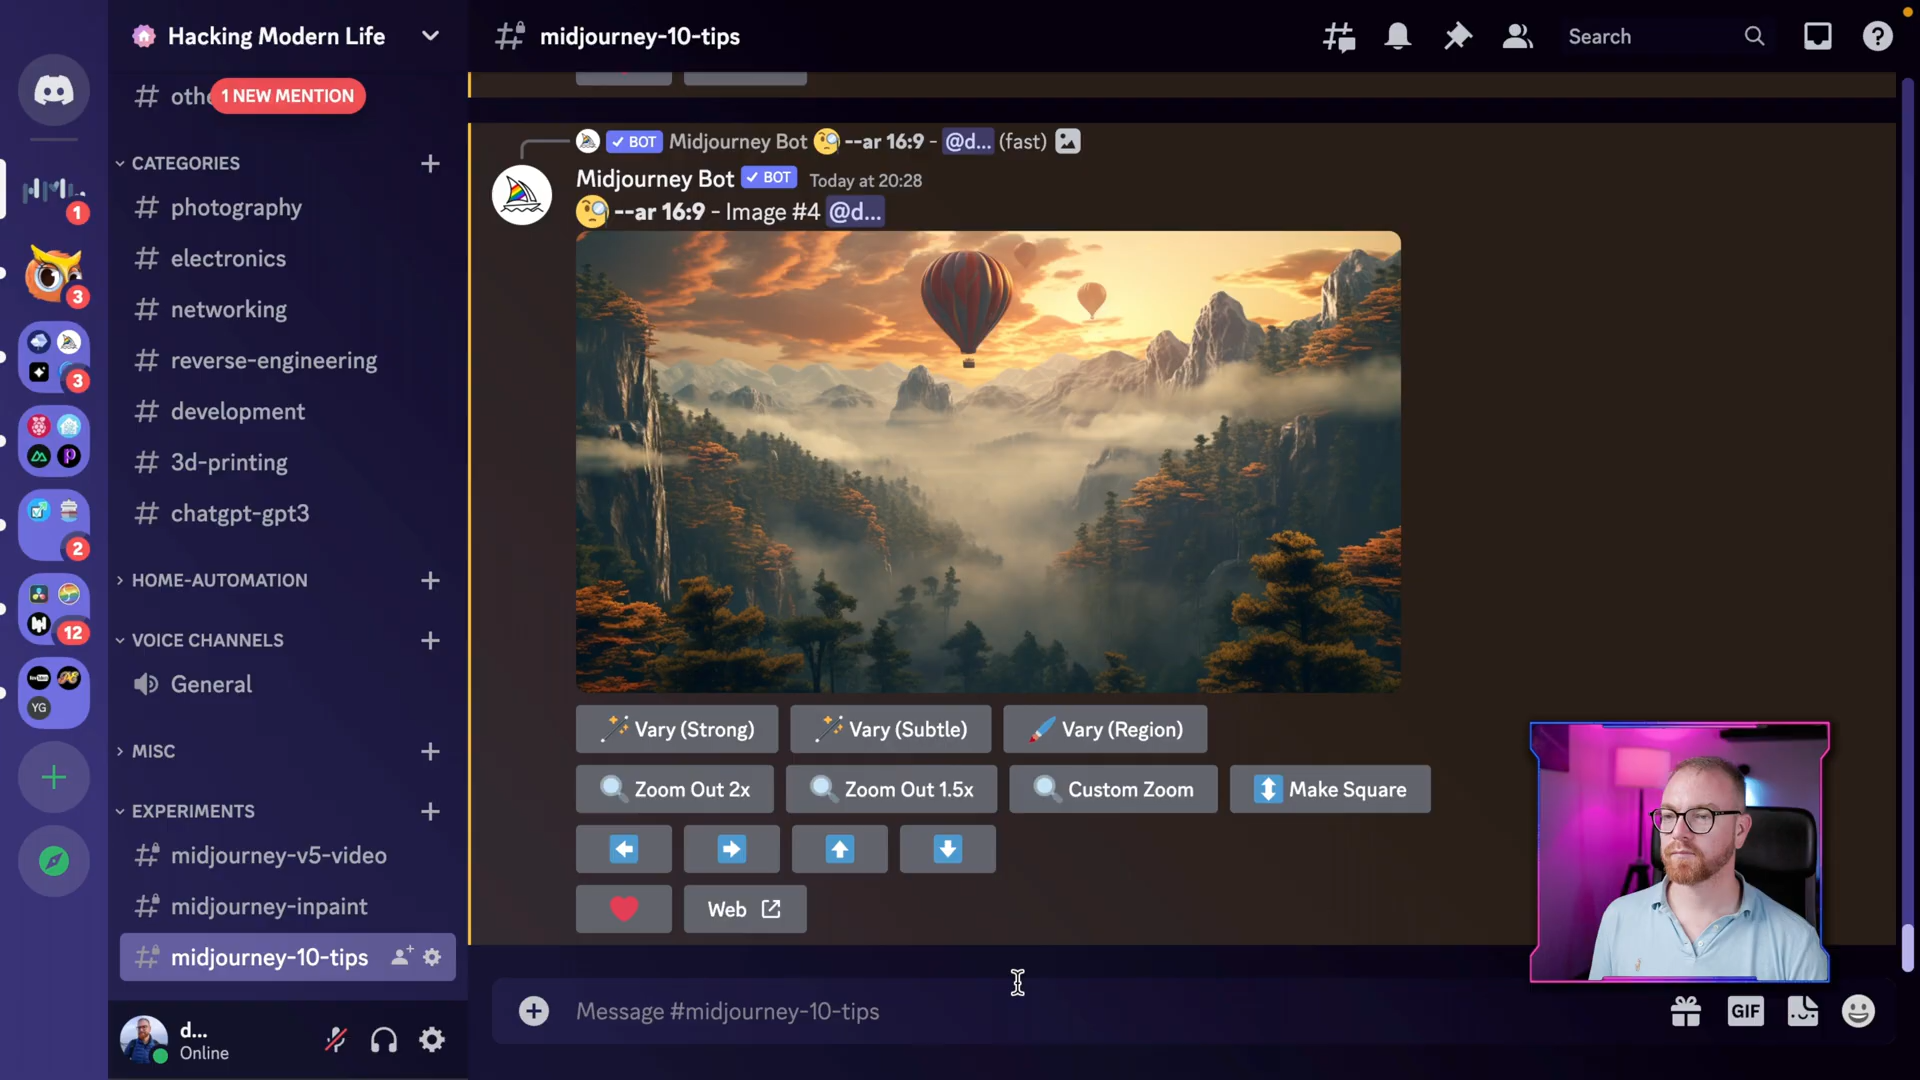 Hacking Modern Life
othe
1 NEW MENTION
CATEGORIES
photography
electronics
networking
reverse-engineering
development
3d-printing
chatgpt-gpt3
HOME-AUTOMATION
VOICE CHANNELS
General
MISC
EXPERIMENTS
midjourney-v5-video
midjourney-inpaint
midjourney-10-tips
d...
Online
1
3
3
2
12
YG
midjourney-10-tips
Search
BOT Midjourney Bot --ar 16:9 - @d... (fast)
Midjourney Bot BOT Today at 20:28
--ar 16:9 - Image #4 @d...
Vary (Strong) Vary (Subtle) Vary (Region)
Zoom Out 2x Zoom Out 1.5x Custom Zoom Make Square
Web
Message #midjourney-10-tips
GIF